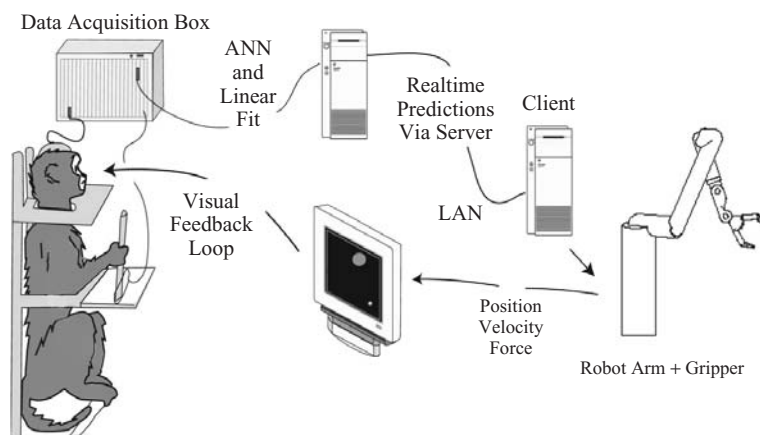 Data Acquisition Box
ANN
and
Linear
Fit
Realtime
Predictions
Via Server
Client
LAN
Visual
Feedback
Loop
Position
Velocity
Force
Robot Arm + Gripper